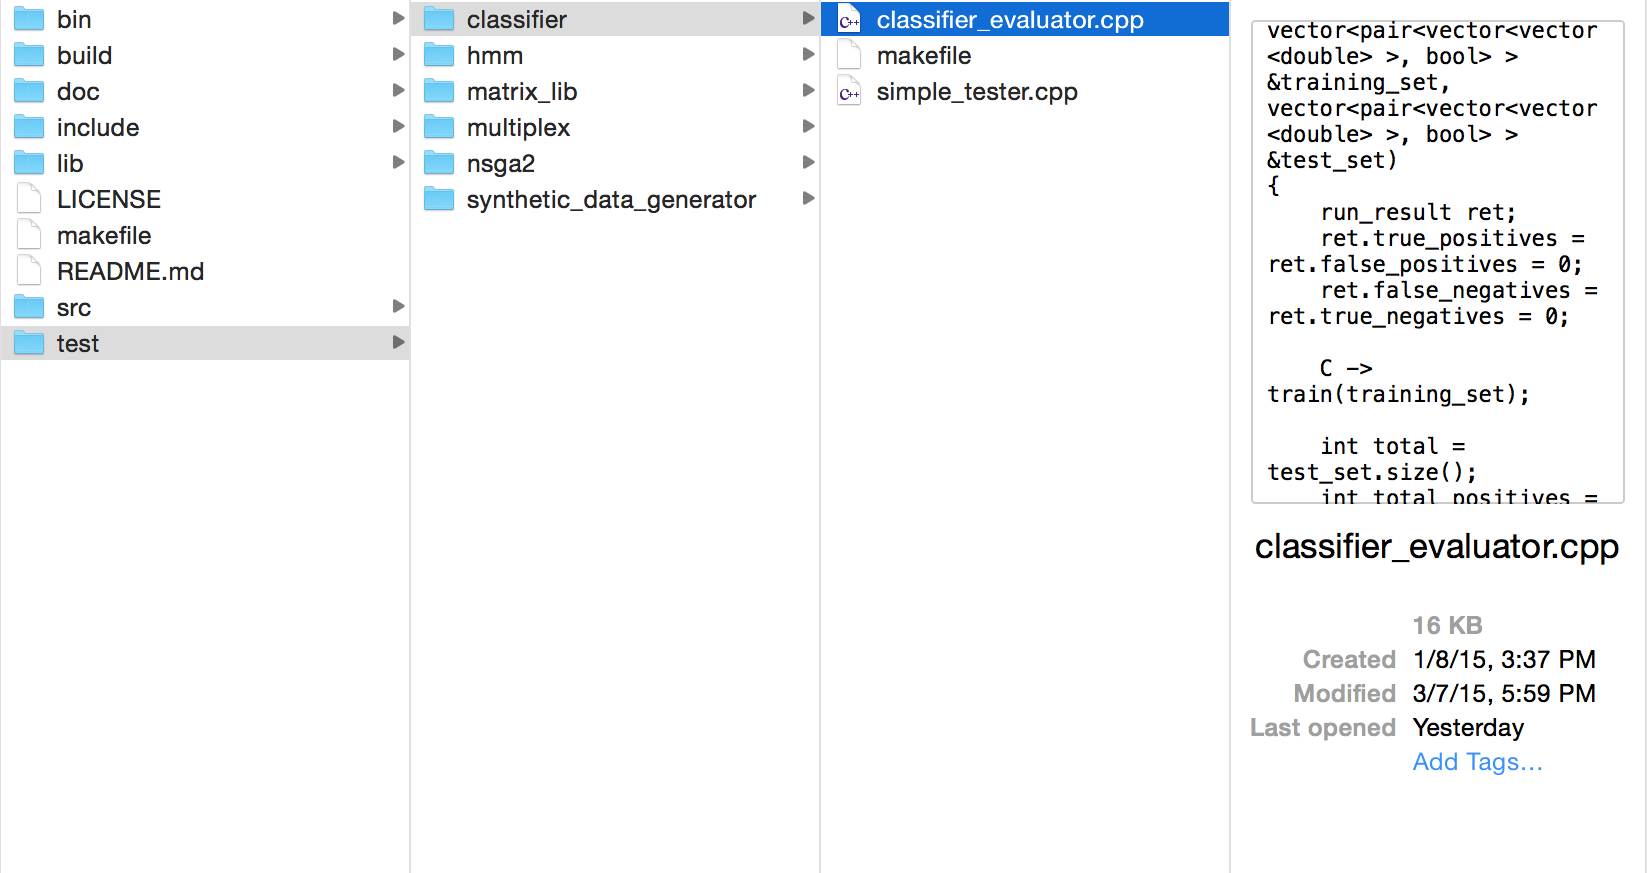 bin
build
doc
include
lib
LICENSE
makefile
README.md
src
test
classifier
hmm
matrix_lib
multiplex
nsga2
synthetic_data_generator
C++ classifier_evaluator.cpp
makefile
C++ simple_tester.cpp
vector<pair<vector<vector
<double> >, bool> >
&training_set,
vector<pair<vector<vector
<double> >, bool> >
&test_set)
{
run_result ret;
ret.true_positives =
ret.false_positives = 0;
ret.false_negatives =
ret.true_negatives = 0;
C ->
train(training_set);
int total =
test_set.size();
int total_positives =
classifier_evaluator.cpp
16 KB
Created 1/8/15, 3:37 PM
Modified 3/7/15, 5:59 PM
Last opened Yesterday
Add Tags…